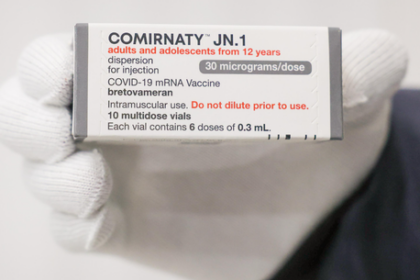 COMIRNATY™ JN.1
adults and adolescents from 12 years
dispersion
for injection
30 micrograms/dose
COVID-19 mRNA Vaccine
bretovameran
Intramuscular use. Do not dilute prior to use.
10 multidose vials
Each vial contains 6 doses of 0.3 mL.